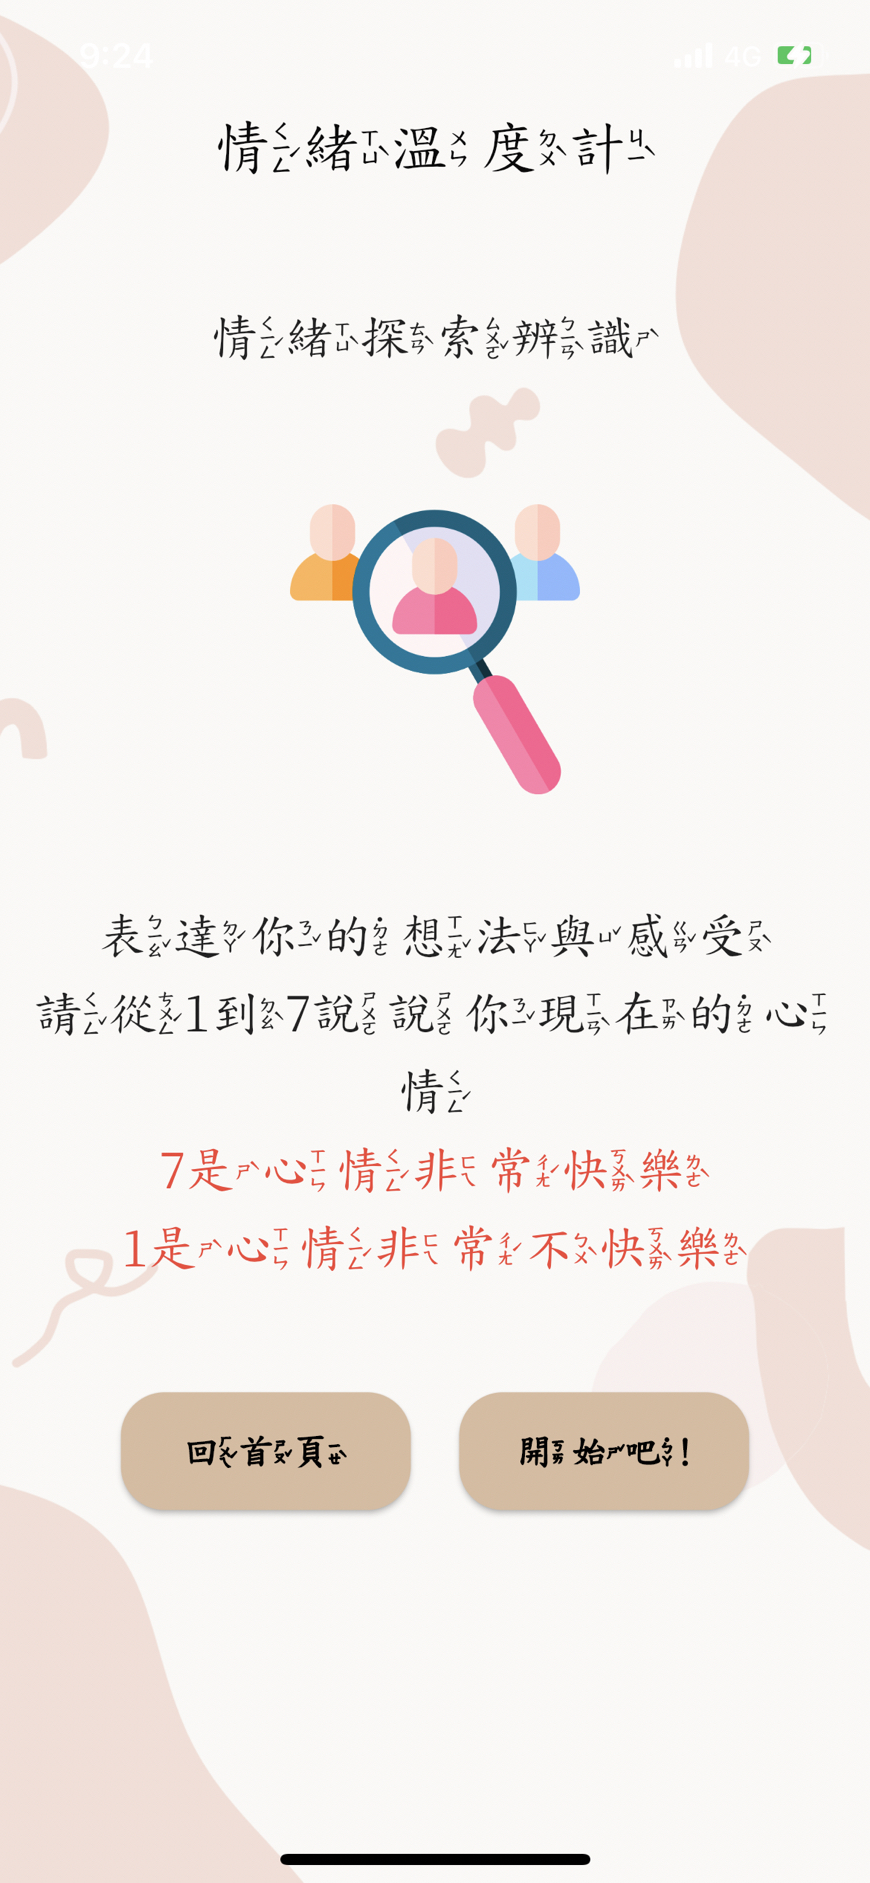 9:24 4G
情緒溫度計
情緒探索辨識
表達你的想法與感受
請從1到7說說你現在的心
情
7是心情非常快樂
1是心情非常不快樂
回首頁 開始吧!